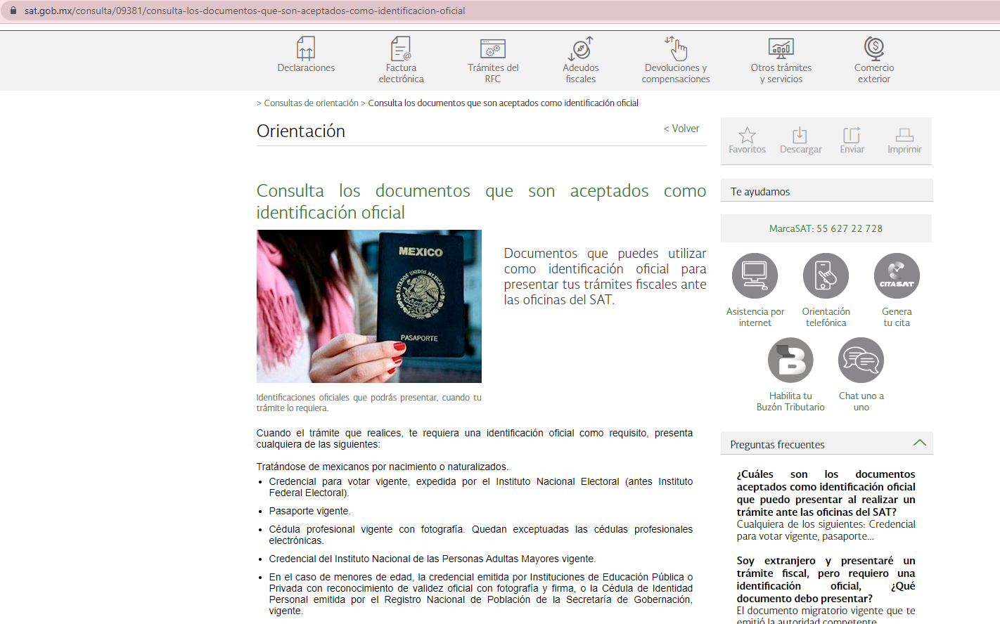 sat.gob.mx/consulta/09381/consulta-los-documentos-que-son-aceptados-como-identificacion-oficial
Declaraciones
Factura
electrónica
Trámites del
RFC
Adeudos
fiscales
Devoluciones y
compensaciones
Otros trámites
y servicios
Comercio
exterior
> Consultas de orientación > Consulta los documentos que son aceptados como identificación oficial
Orientación
< Volver
Consulta los documentos que son aceptados como
identificación oficial
MEXICO
ESTADOS UNIDOS MEXICANOS
PASAPORTE
Documentos que puedes utilizar
como identificación oficial para
presentar tus trámites fiscales ante
las oficinas del SAT.
Identificaciones oficiales que podrás presentar, cuando tu
trámite lo requiera.
Cuando el trámite que realices, te requiera una identificación oficial como requisito, presenta
cualquiera de las siguientes:
Tratándose de mexicanos por nacimiento o naturalizados.
• Credencial para votar vigente, expedida por el Instituto Nacional Electoral (antes Instituto
Federal Electoral).
• Pasaporte vigente.
• Cédula profesional vigente con fotografía. Quedan exceptuadas las cédulas profesionales
electrónicas.
• Credencial del Instituto Nacional de las Personas Adultas Mayores vigente.
• En el caso de menores de edad, la credencial emitida por Instituciones de Educación Pública o
Privada con reconocimiento de validez oficial con fotografía y firma, o la Cédula de Identidad
Personal emitida por el Registro Nacional de Población de la Secretaría de Gobernación,
vigente.
Favoritos
Descargar
Enviar
Imprimir
Te ayudamos
MarcaSAT: 55 627 22 728
CITASAT
Asistencia por
internet
Orientación
telefónica
Genera
tu cita
B
Habilita tu
Buzón Tributario
Chat uno a
uno
Preguntas frecuentes
¿Cuáles son los documentos
aceptados como identificación oficial
que puedo presentar al realizar un
trámite ante las oficinas del SAT?
Cualquiera de los siguientes: Credencial
para votar vigente, pasaporte...
Soy extranjero y presentaré un
trámite fiscal, pero requiero una
identificación oficial, ¿Qué
documento debo presentar?
El documento migratorio vigente que te
emitió la autoridad competente